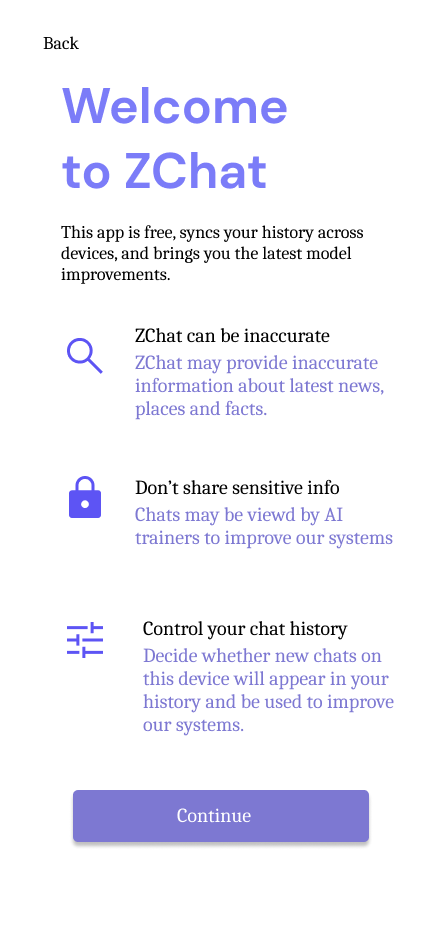 Back
Welcome
to ZChat
This app is free, syncs your history across
devices, and brings you the latest model
improvements.
ZChat can be inaccurate
ZChat may provide inaccurate
information about latest news,
places and facts.
Don’t share sensitive info
Chats may be viewd by AI
trainers to improve our systems
Control your chat history
Decide whether new chats on
this device will appear in your
history and be used to improve
our systems.
Continue